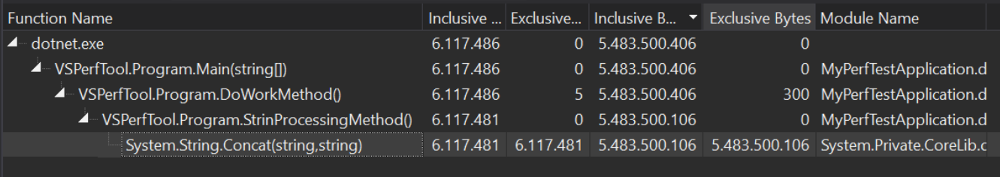 Function Name Inclusive ... Exclusive... Inclusive B... Exclusive Bytes Module Name
dotnet.exe 6.117.486 0 5.483.500.406 0
VSPerfTool.Program.Main(string[]) 6.117.486 0 5.483.500.406 0 MyPerfTestApplication.d
VSPerfTool.Program.DoWorkMethod() 6.117.486 5 5.483.500.406 300 MyPerfTestApplication.d
VSPerfTool.Program.StrinProcessingMethod() 6.117.481 0 5.483.500.106 0 MyPerfTestApplication.d
System.String.Concat(string,string) 6.117.481 6.117.481 5.483.500.106 5.483.500.106 System.Private.CoreLib.d